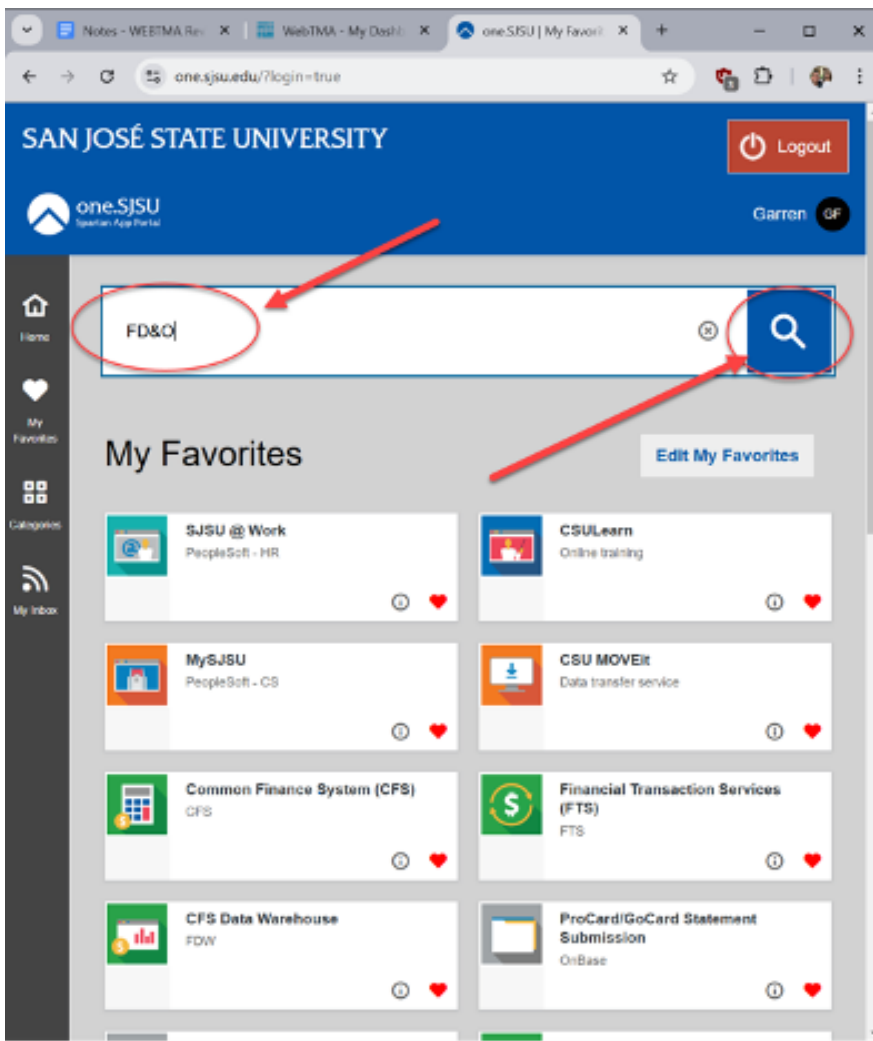 Notes - WEBTMA Rev
WebTMA - My Dashb
one.SJSU | My Favorit
one.sjsu.edu/?login=true
SAN JOSÉ STATE UNIVERSITY
Logout
one.SJSU
Spartan App Portal
Garren GF
Home
FD&O
My
Favorites
My Favorites
Edit My Favorites
Categories
My Inbox
SJSU @ Work
PeopleSoft - HR
CSULearn
Online training
MySJSU
PeopleSoft - CS
CSU MOVEit
Data transfer service
Common Finance System (CFS)
CFS
Financial Transaction Services
(FTS)
FTS
CFS Data Warehouse
FDW
ProCard/GoCard Statement
Submission
OnBase